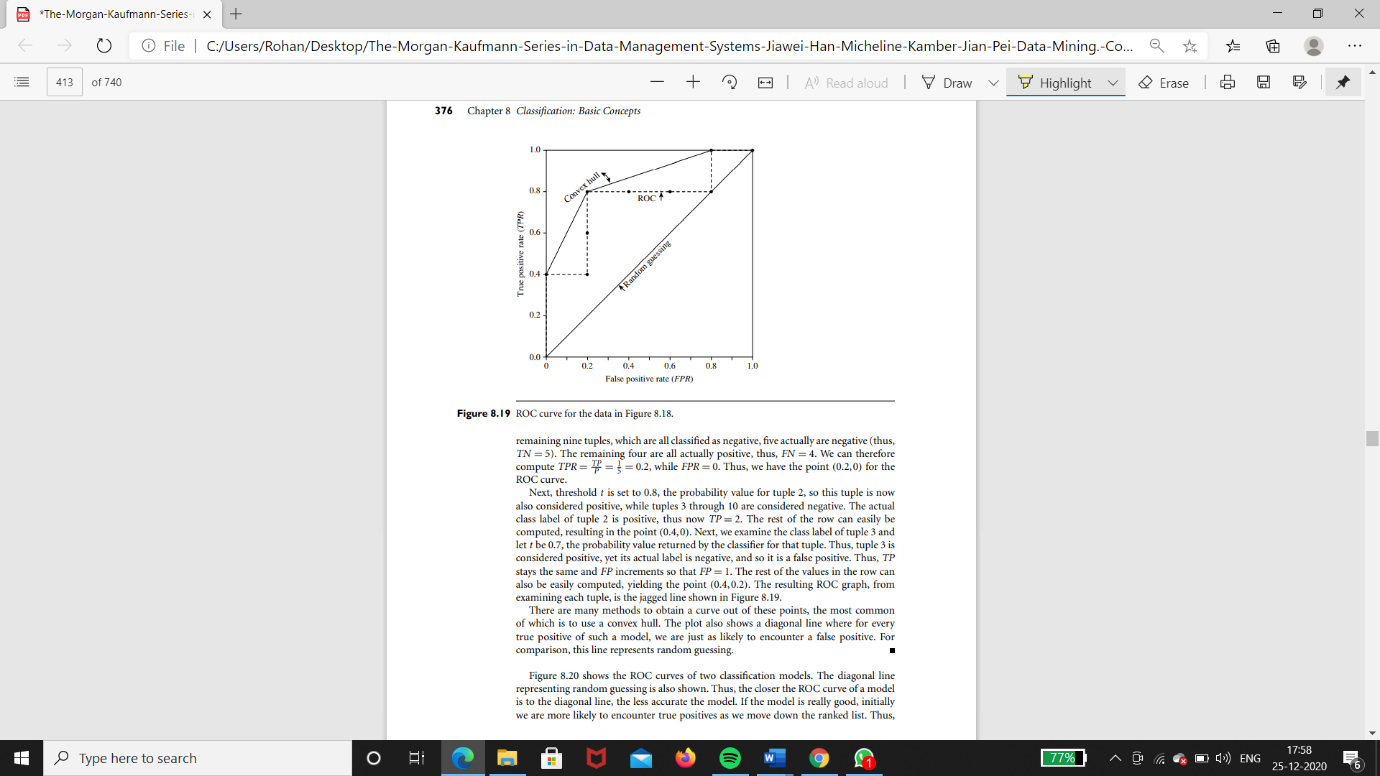 *The-Morgan-Kaufmann-Series-
File
C:/Users/Rohan/Desktop/The-Morgan-Kaufmann-Series-in-Data-Management-Systems-Jiawei-Han-Micheline-Kamber-Jian-Pei-Data-Mining.-Co...
413 of 740
Read aloud
Draw
Highlight
Erase
376 Chapter 8 Classification: Basic Concepts
1.0
0.8
0.6
0.4
0.2
0.0
True positive rate (TPR)
Convex hull
ROC
Random guessing
0 0.2 0.4 0.6 0.8 1.0
False positive rate (FPR)
Figure 8.19 ROC curve for the data in Figure 8.18.
remaining nine tuples, which are all classified as negative, five actually are negative (thus,
TN = 5). The remaining four are all actually positive, thus, FN = 4. We can therefore
compute TPR = TP/P = 1/5 = 0.2, while FPR = 0. Thus, we have the point (0.2,0) for the
ROC curve.
Next, threshold t is set to 0.8, the probability value for tuple 2, so this tuple is now
also considered positive, while tuples 3 through 10 are considered negative. The actual
class label of tuple 2 is positive, thus now TP = 2. The rest of the row can easily be
computed, resulting in the point (0.4,0). Next, we examine the class label of tuple 3 and
let t be 0.7, the probability value returned by the classifier for that tuple. Thus, tuple 3 is
considered positive, yet its actual label is negative, and so it is a false positive. Thus, TP
stays the same and FP increments so that FP = 1. The rest of the values in the row can
also be easily computed, yielding the point (0.4,0.2). The resulting ROC graph, from
examining each tuple, is the jagged line shown in Figure 8.19.
There are many methods to obtain a curve out of these points, the most common
of which is to use a convex hull. The plot also shows a diagonal line where for every
true positive of such a model, we are just as likely to encounter a false positive. For
comparison, this line represents random guessing.
Figure 8.20 shows the ROC curves of two classification models. The diagonal line
representing random guessing is also shown. Thus, the closer the ROC curve of a model
is to the diagonal line, the less accurate the model. If the model is really good, initially
we are more likely to encounter true positives as we move down the ranked list. Thus,
Type here to search
1
77%
ENG
17:58
25-12-2020
6